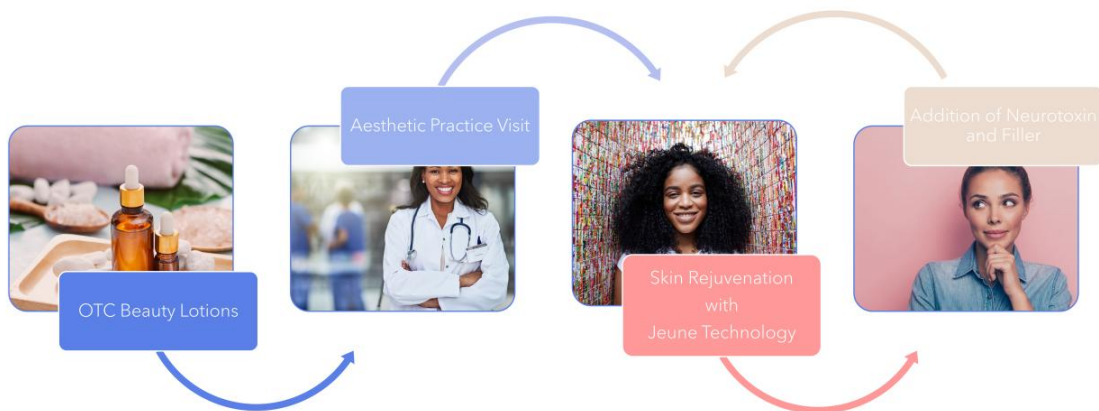 OTC Beauty Lotions
Aesthetic Practice Visit
Skin Rejuvenation
with
Jeune Technology
Addition of Neurotoxin
and Filler